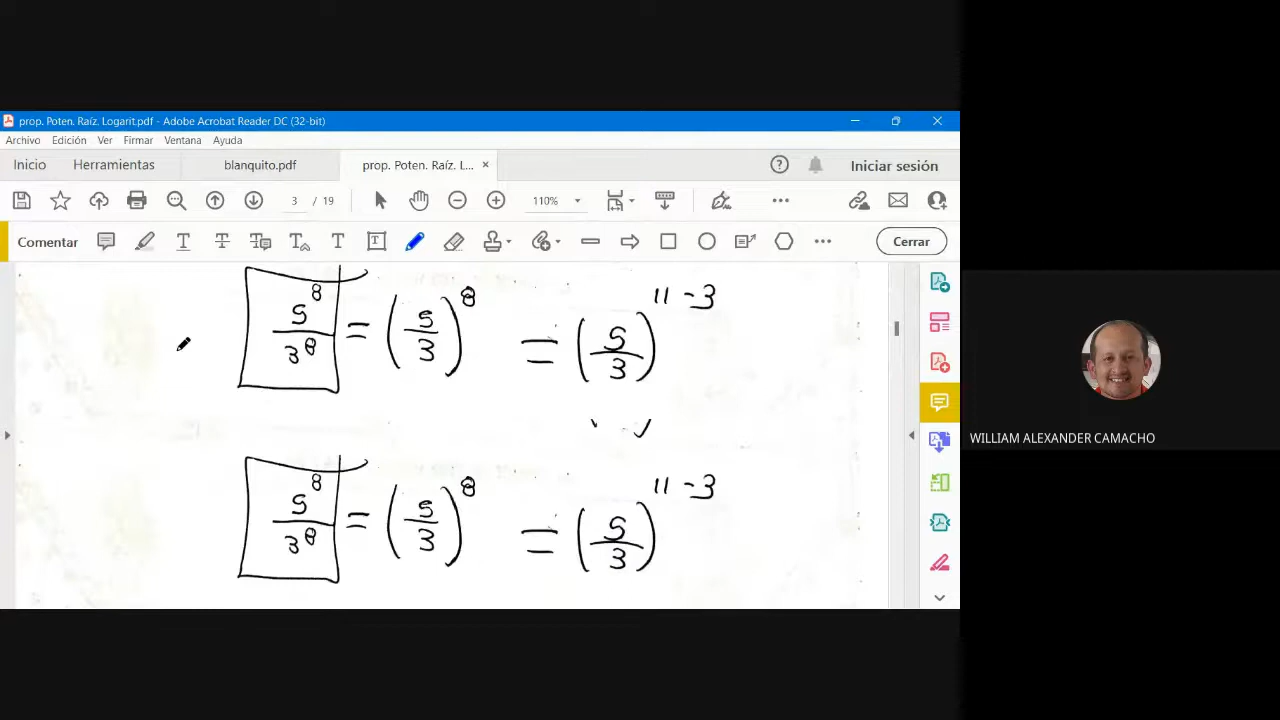 prop. Poten. Raíz. Logarit.pdf - Adobe Acrobat Reader DC (32-bit)
Archivo Edición Ver Firmar Ventana Ayuda
Inicio Herramientas blanquito.pdf prop. Poten. Raíz. L... × Iniciar sesión
3 / 19 110%
Comentar Cerrar
5^8/3^8 = (5/3)^8 = (5/3)^11-3
5^8/3^8 = (5/3)^8 = (5/3)^11-3
WILLIAM ALEXANDER CAMACHO